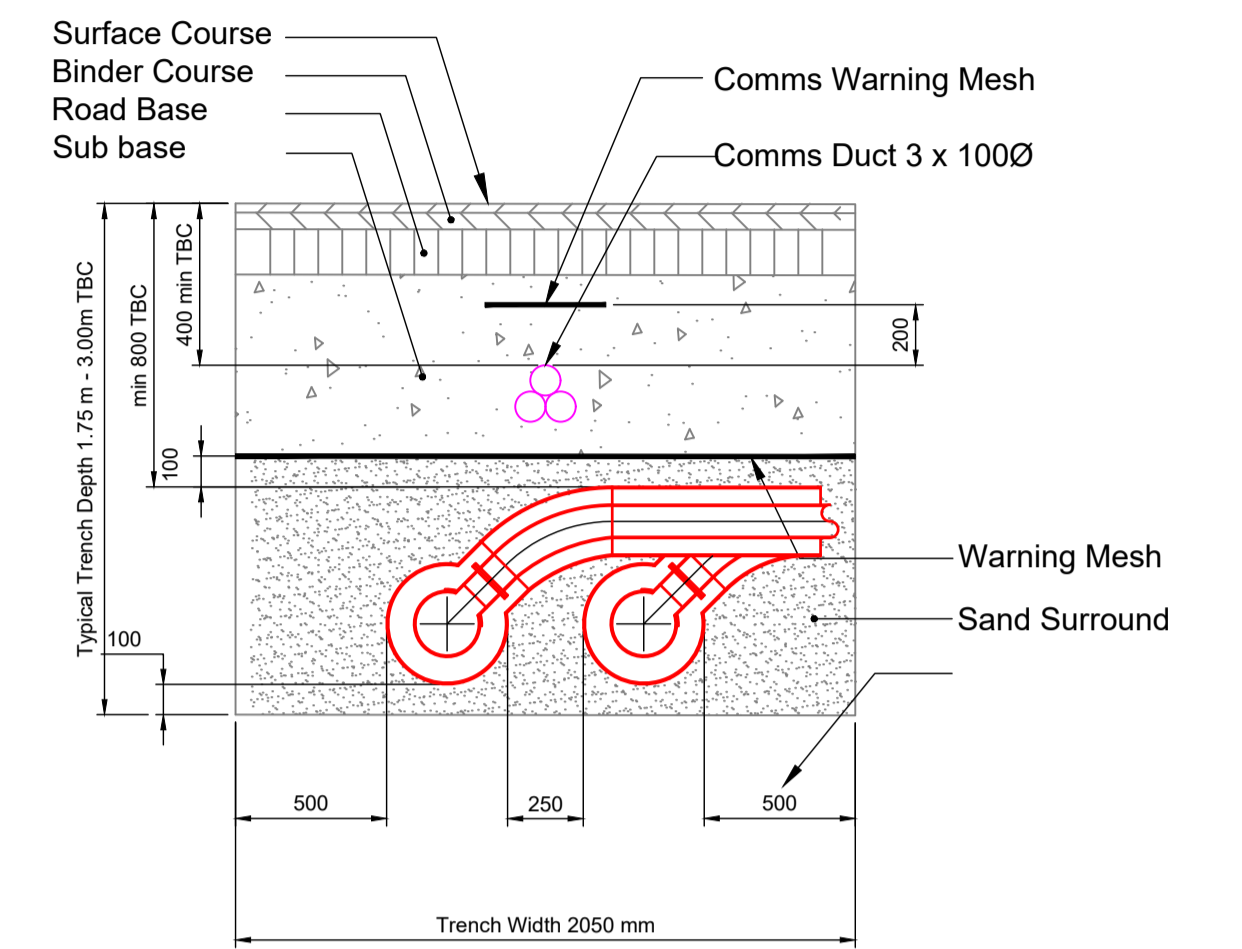 Surface Course
Binder Course
Road Base
Sub base
Comms Warning Mesh
Comms Duct 3 x 100Ø
Typical Trench Depth 1.75 m - 3.00m TBC
min 800 TBC
400 min TBC
200
100
100
Warning Mesh
Sand Surround
500
250
500
Trench Width 2050 mm